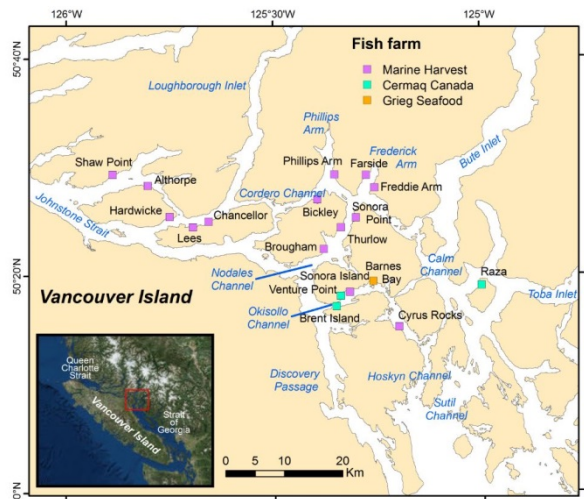 126°W
125°30'W
125°W
50°40'N
50°20'N
0°N
Fish farm
Marine Harvest
Cermaq Canada
Grieg Seafood
Loughborough Inlet
Phillips
Arm
Frederick
Arm
Bute Inlet
Shaw Point
Althorpe
Phillips Arm
Farside
Freddie Arm
Cordero Channel
Johnstone Strait
Hardwicke
Chancellor
Lees
Bickley
Sonora
Point
Thurlow
Brougham
Nodales
Channel
Sonora Island
Barnes
Bay
Calm
Channel
Raza
Toba Inlet
Vancouver Island
Venture Point
Okisollo
Channel
Brent Island
Cyrus Rocks
Discovery
Passage
Hoskyn Channel
Sutil
Channel
Queen
Charlotte
Strait
Vancouver Island
Strait
of
Georgia
0
5
10
20
Km